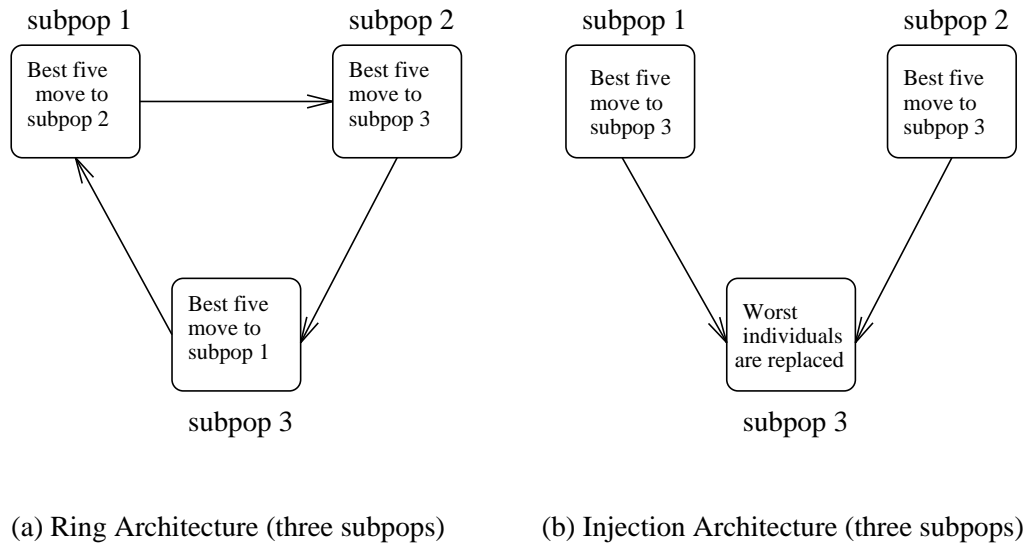 subpop 1
subpop 2
Best five
move to
subpop 2
Best five
move to
subpop 3
Best five
move to
subpop 1
subpop 3
(a) Ring Architecture (three subpops)
subpop 1
subpop 2
Best five
move to
subpop 3
Best five
move to
subpop 3
Worst
individuals
are replaced
subpop 3
(b) Injection Architecture (three subpops)